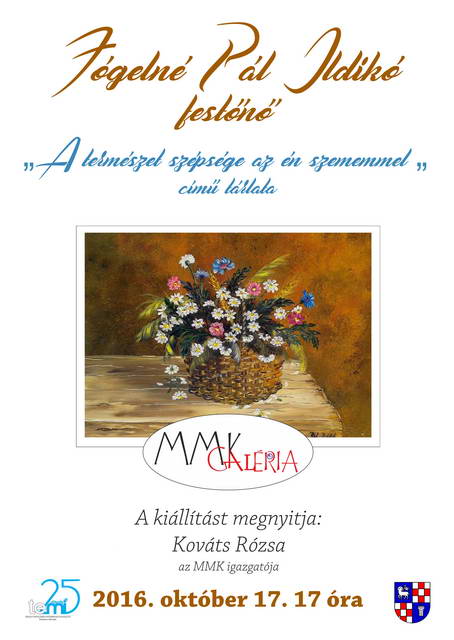 Fógelné Pál Ildikó
festőnő
„A természet szépsége az én szememmel „
című tárlata
MMK
GALÉRIA
A kiállítást megnyitja:
Kováts Rózsa
az MMK igazgatója
25
temi
2016. október 17. 17 óra